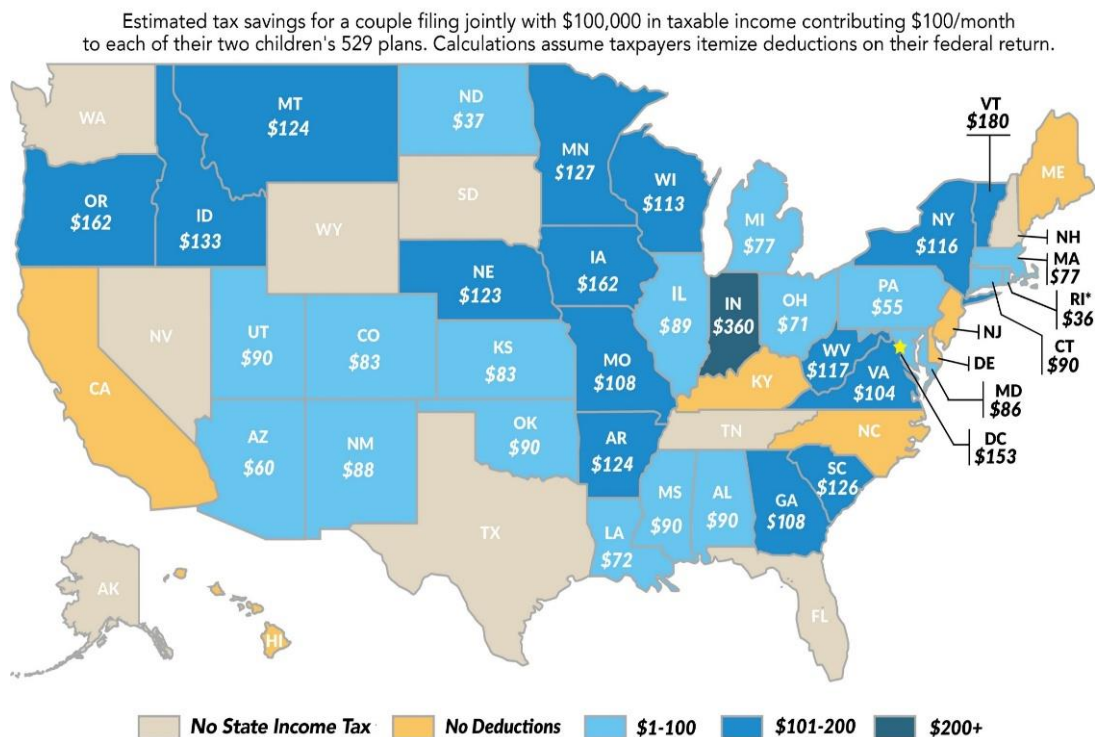 Estimated tax savings for a couple filing jointly with $100,000 in taxable income contributing $100/month
to each of their two children's 529 plans. Calculations assume taxpayers itemize deductions on their federal return.
WA
MT
$124
ND
$37
MN
$127
VT
$180
ME
OR
$162
ID
$133
WY
SD
WI
$113
MI
$77
NY
$116
NH
MA
$77
RI*
$36
CT
$90
NJ
DE
MD
$86
DC
$153
NE
$123
IA
$162
IL
$89
IN
$360
OH
$71
PA
$55
CA
NV
UT
$90
CO
$83
KS
$83
MO
$108
KY
WV
$117
VA
$104
AZ
$60
NM
$88
OK
$90
AR
$124
TN
NC
SC
$126
TX
LA
$72
MS
$90
AL
$90
GA
$108
FL
AK
HI
No State Income Tax
No Deductions
$1-100
$101-200
$200+